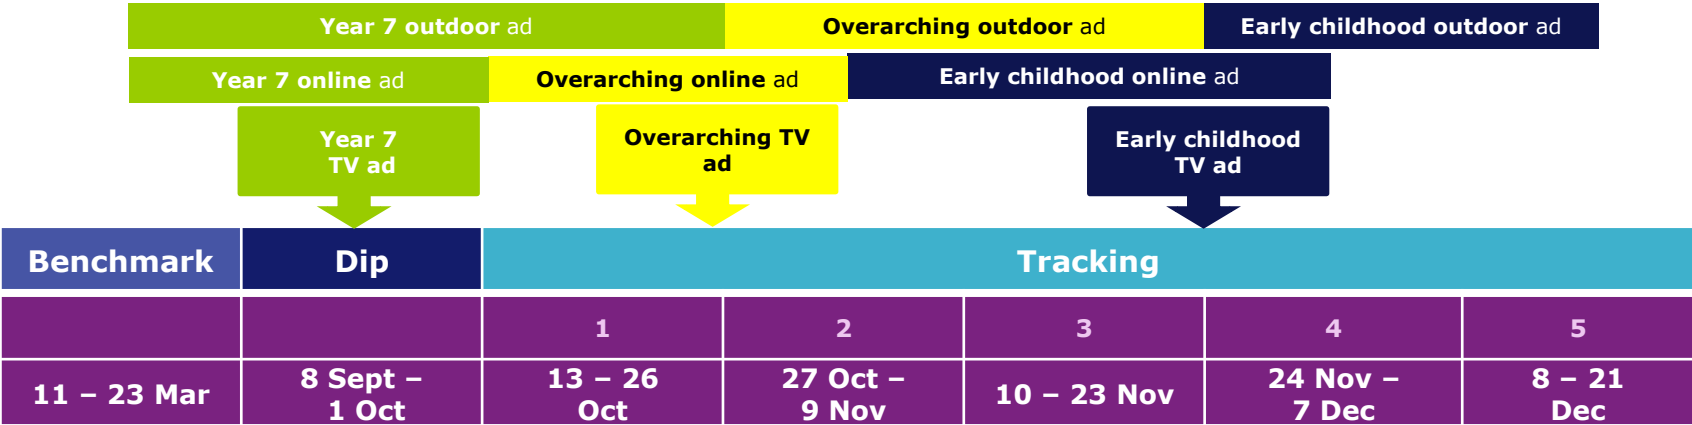 Year 7 outdoor ad
Overarching outdoor ad
Early childhood outdoor ad
Year 7 online ad
Overarching online ad
Early childhood online ad
Year 7
TV ad
Overarching TV
ad
Early childhood
TV ad
Benchmark
Dip
Tracking
1
2
3
4
5
11 – 23 Mar
8 Sept –
1 Oct
13 – 26
Oct
27 Oct –
9 Nov
10 – 23 Nov
24 Nov –
7 Dec
8 – 21
Dec